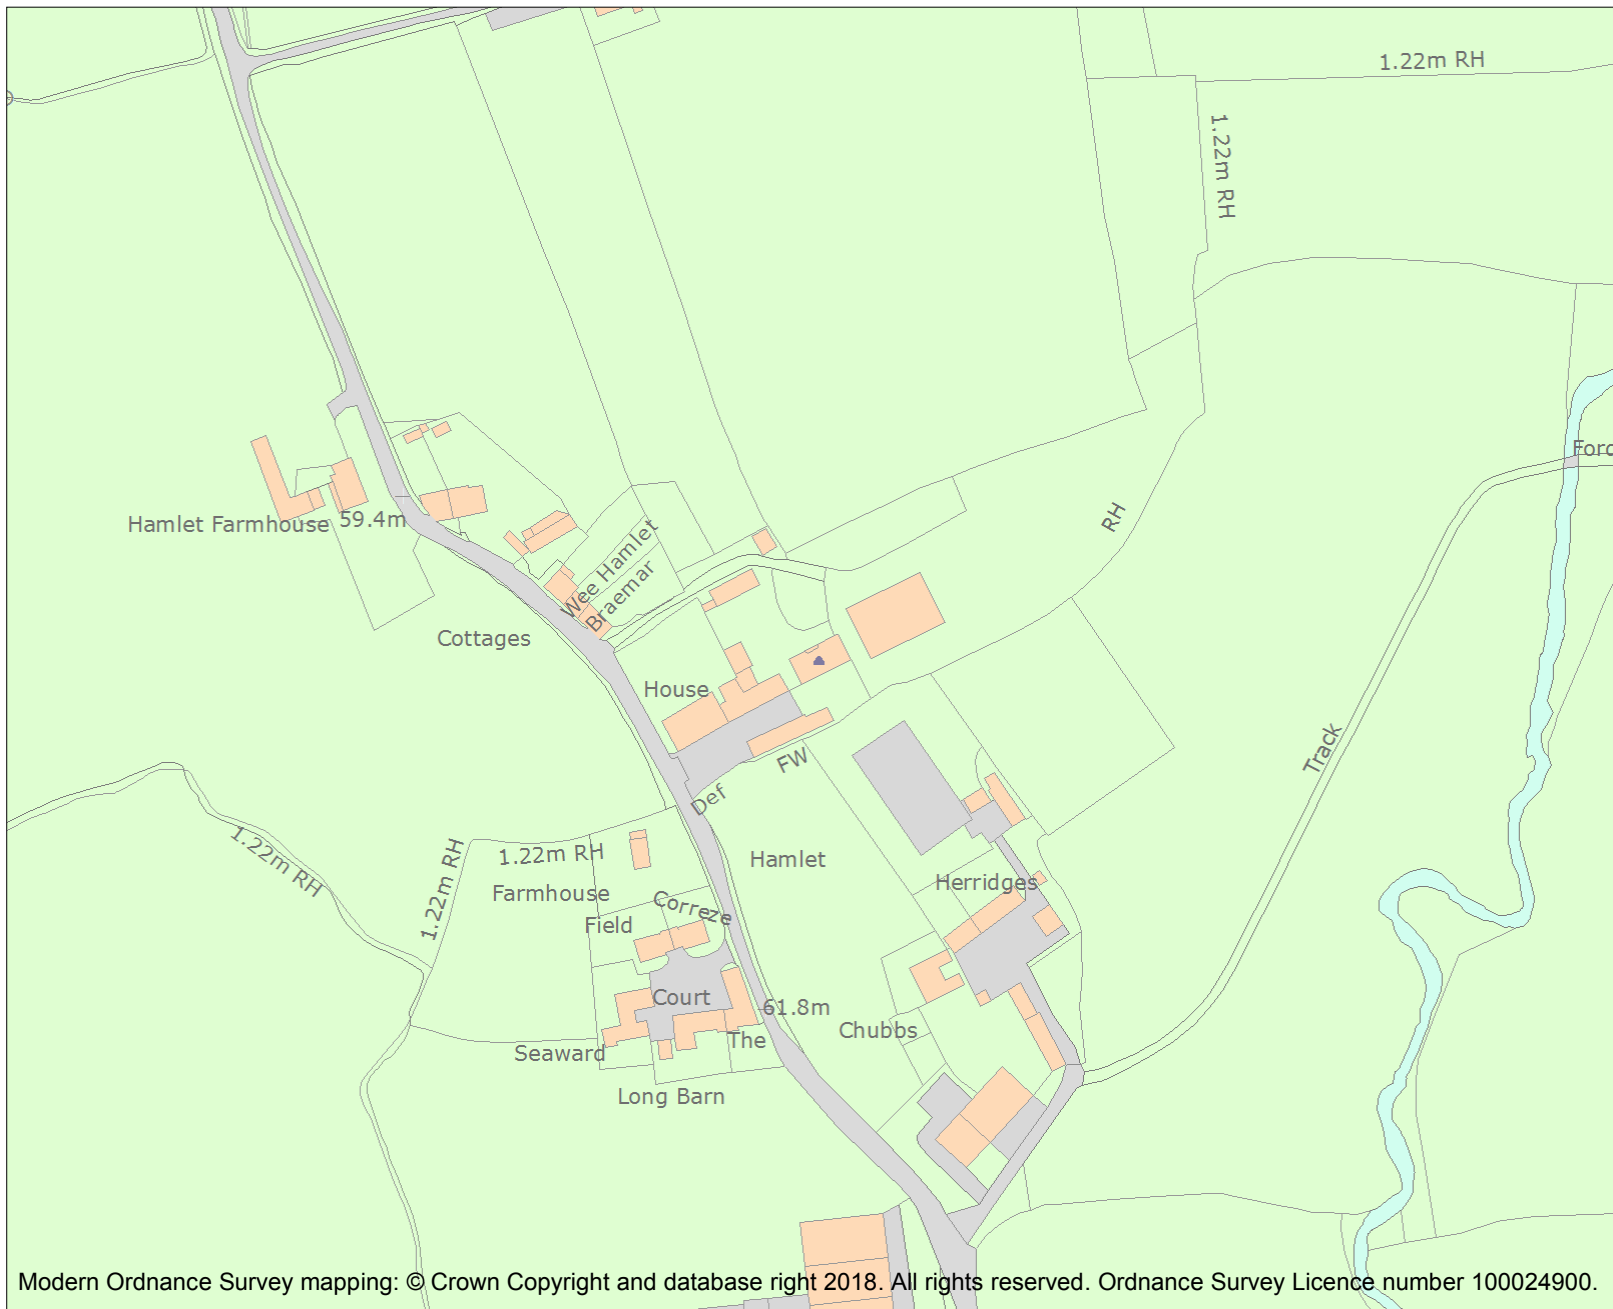 1.22m RH
1.22m RH
Hamlet Farmhouse
59.4m
Wee Hamlet
Braemar
Cottages
RH
Ford
House
FW
Def
Track
1.22m RH
1.22m RH
1.22m RH
Hamlet
Farmhouse
Herridges
Correze
Field
Court
61.8m
Chubbs
The
Seaward
Long Barn
Modern Ordnance Survey mapping: © Crown Copyright and database right 2018. All rights reserved. Ordnance Survey Licence number 100024900.